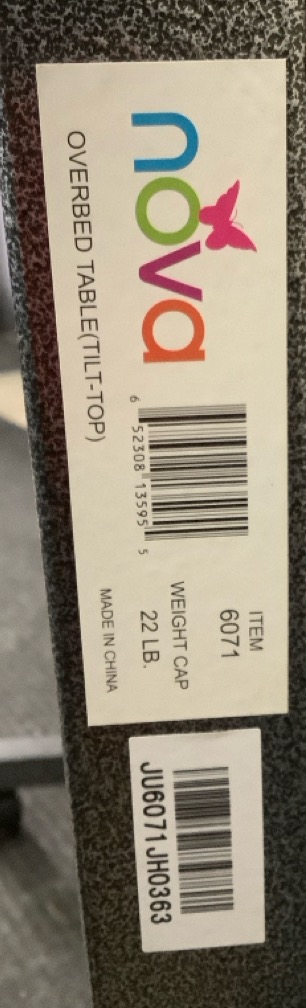 nova
OVERBED TABLE(TILT-TOP)
6 52308 13595 5
ITEM
6071
WEIGHT CAP
22 LB.
MADE IN CHINA
JU6071JH0363